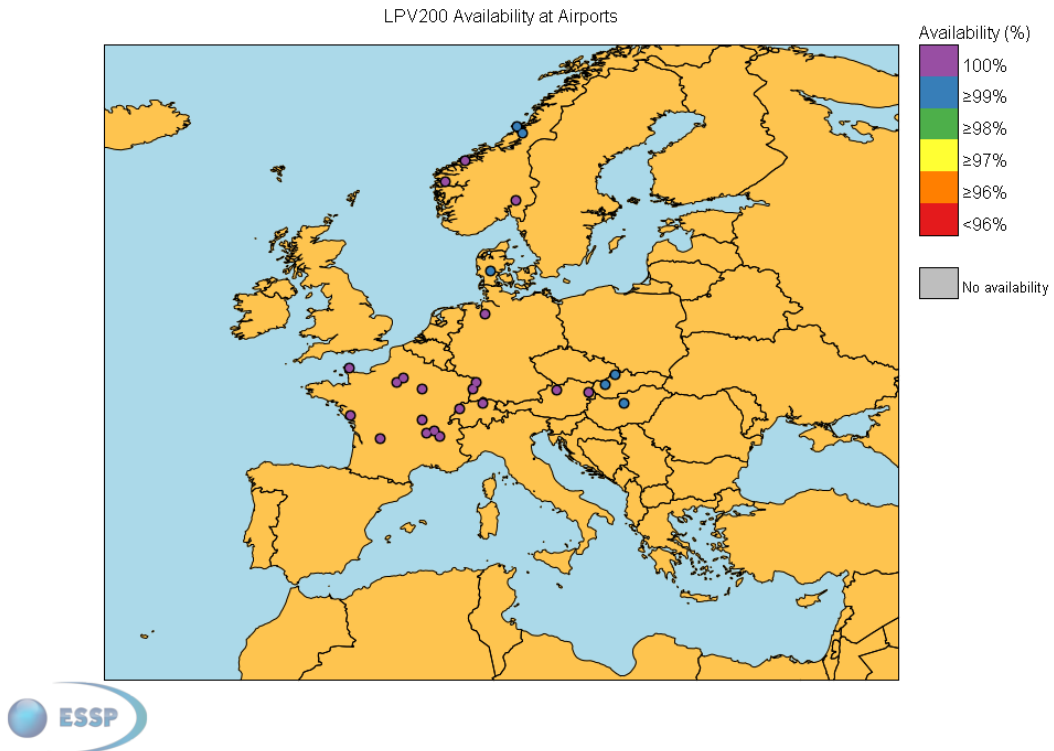 LPV200 Availability at Airports
Availability (%)
100%
≥99%
≥98%
≥97%
≥96%
<96%
No availability
ESSP